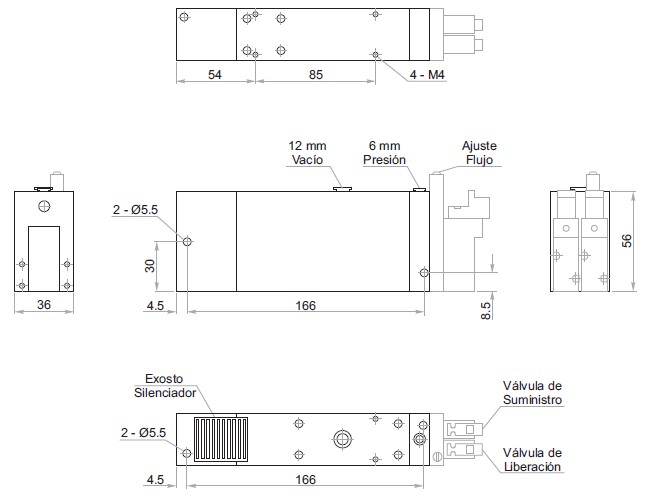 54
85
4 - M4
12 mm
Vacío
6 mm
Presión
Ajuste
Flujo
2 - Ø5.5
30
56
36
4.5
166
8.5
Exosto
Silenciador
Válvula de
Suministro
2 - Ø5.5
Válvula de
Liberación
4.5
166